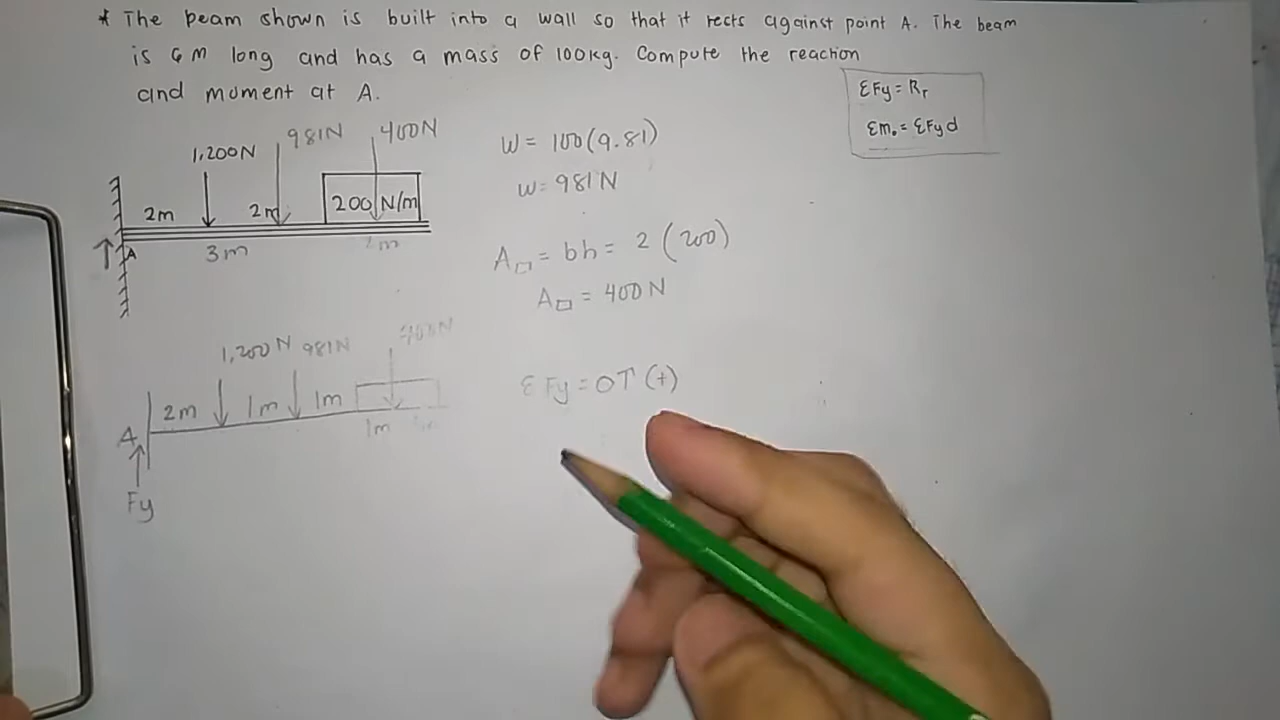 * The beam shown is built into a wall so that it rects against point A. The beam
is 6m long and has a mass of 100kg. Compute the reaction
and moment at A.
ΣFy = Rr
Σm₀ = ΣFyd
981N
400N
1,200N
2m
2m
200 N/m
A
3m
2m
W = 100(9.81)
W = 981 N
A□ = bh = 2 (200)
A□ = 400 N
1,200 N
981N
400N
2m
1m
1m
A
1m
Fy
ΣFy = 0↑(+)